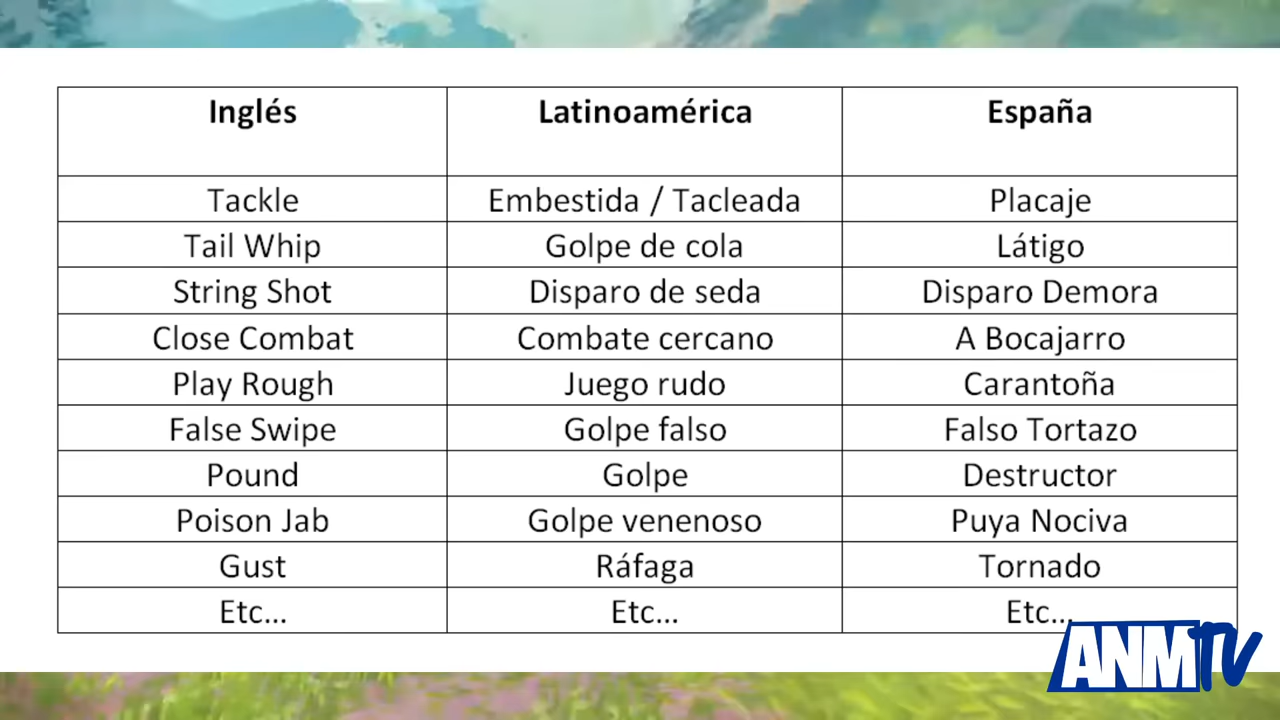 Inglés Latinoamérica España
Tackle Embestida / Tacleada Placaje
Tail Whip Golpe de cola Látigo
String Shot Disparo de seda Disparo Demora
Close Combat Combate cercano A Bocajarro
Play Rough Juego rudo Carantoña
False Swipe Golpe falso Falso Tortazo
Pound Golpe Destructor
Poison Jab Golpe venenoso Puya Nociva
Gust Ráfaga Tornado
Etc... Etc... Etc...
ANMTV